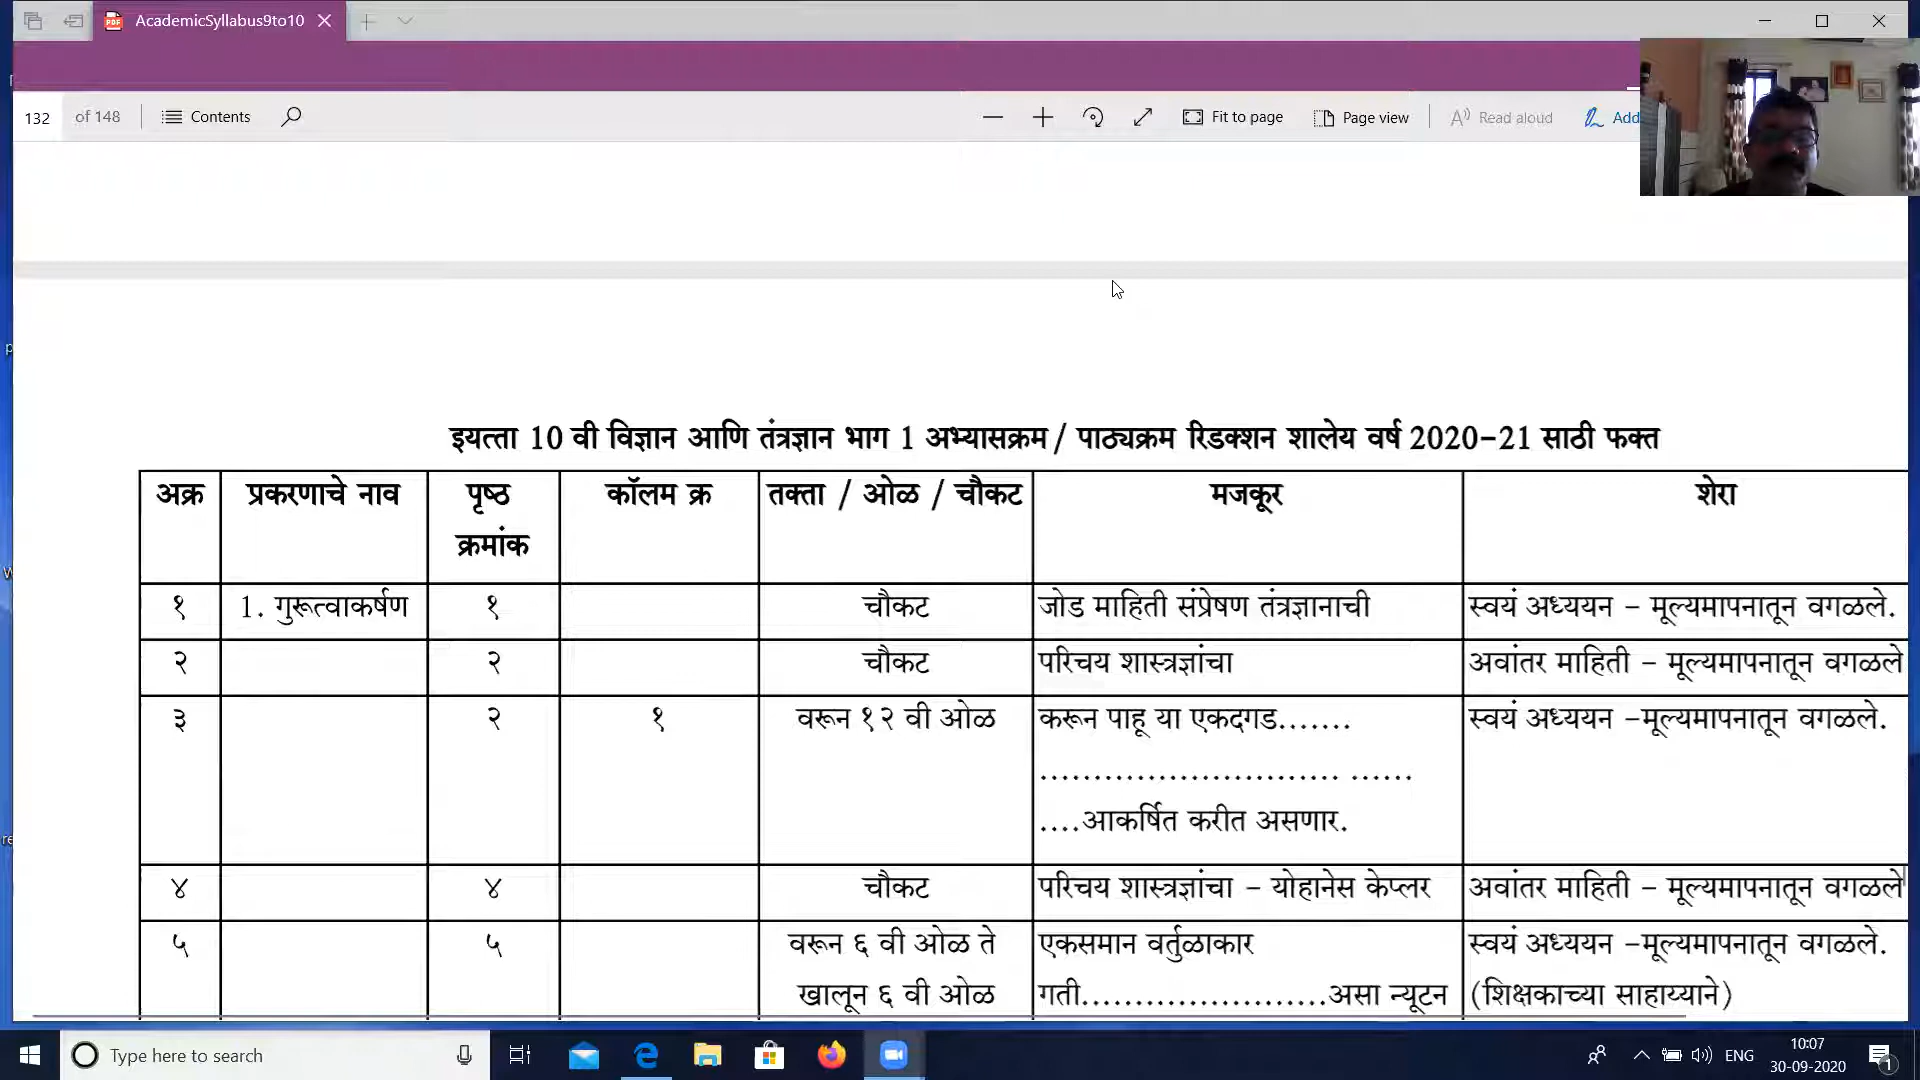 AcademicSyllabus9to10
132 of 148 Contents Fit to page Page view Read aloud Add
इयत्ता 10 वी विज्ञान आणि तंत्रज्ञान भाग 1 अभ्यासक्रम / पाठ्यक्रम रिडक्शन शालेय वर्ष 2020-21 साठी फक्त
अक्र प्रकरणाचे नाव पृष्ठ कॉलम क्र तक्ता / ओळ / चौकट मजकूर शेरा
क्रमांक
१ 1. गुरूत्वाकर्षण १ चौकट जोड माहिती संप्रेषण तंत्रज्ञानाची स्वयं अध्ययन - मूल्यमापनातून वगळले.
२ २ चौकट परिचय शास्त्रज्ञांचा अवांतर माहिती - मूल्यमापनातून वगळले
३ २ १ वरून १२ वी ओळ करून पाहू या एकदगड....... स्वयं अध्ययन -मूल्यमापनातून वगळले.
............................ ......
....आकर्षित करीत असणार.
४ ४ चौकट परिचय शास्त्रज्ञांचा - योहानेस केप्लर अवांतर माहिती - मूल्यमापनातून वगळले
५ ५ वरून ६ वी ओळ ते एकसमान वर्तुळाकार स्वयं अध्ययन -मूल्यमापनातून वगळले.
खालून ६ वी ओळ गती.......................असा न्यूटन (शिक्षकाच्या साहाय्याने)
Type here to search ENG 10:07
30-09-2020 1